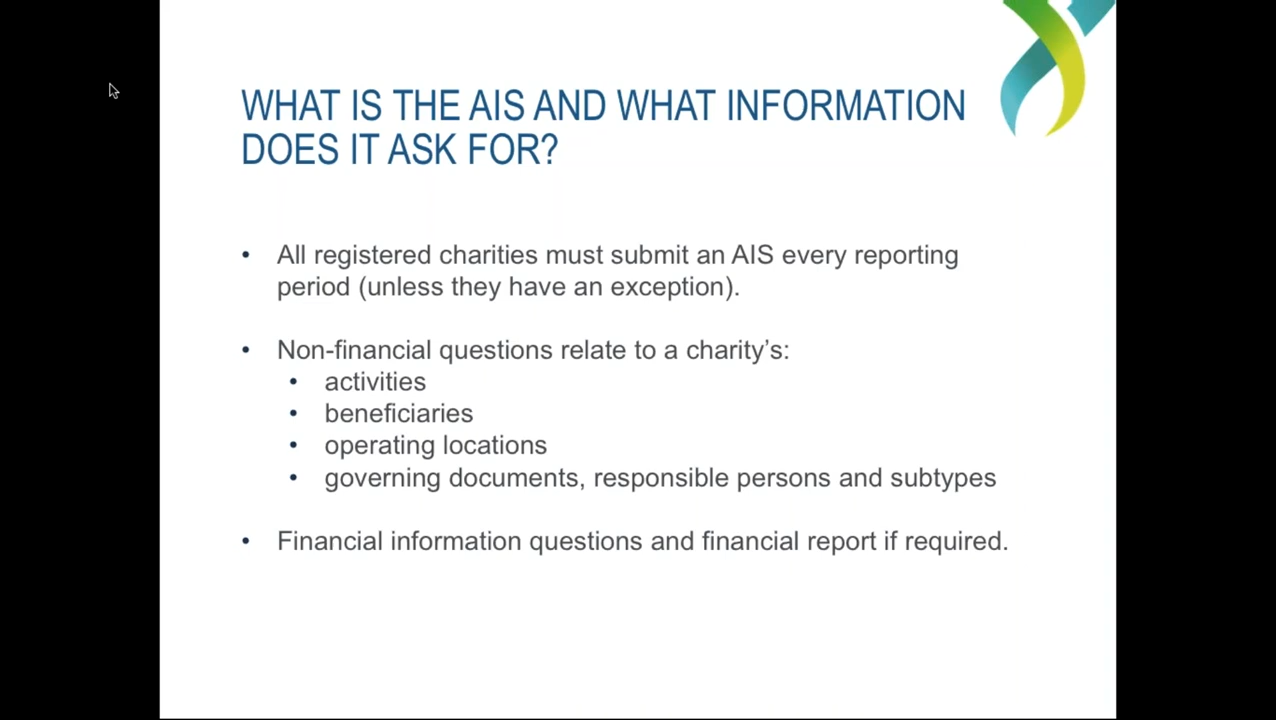 WHAT IS THE AIS AND WHAT INFORMATION
DOES IT ASK FOR?
• All registered charities must submit an AIS every reporting
period (unless they have an exception).
• Non-financial questions relate to a charity’s:
• activities
• beneficiaries
• operating locations
• governing documents, responsible persons and subtypes
• Financial information questions and financial report if required.